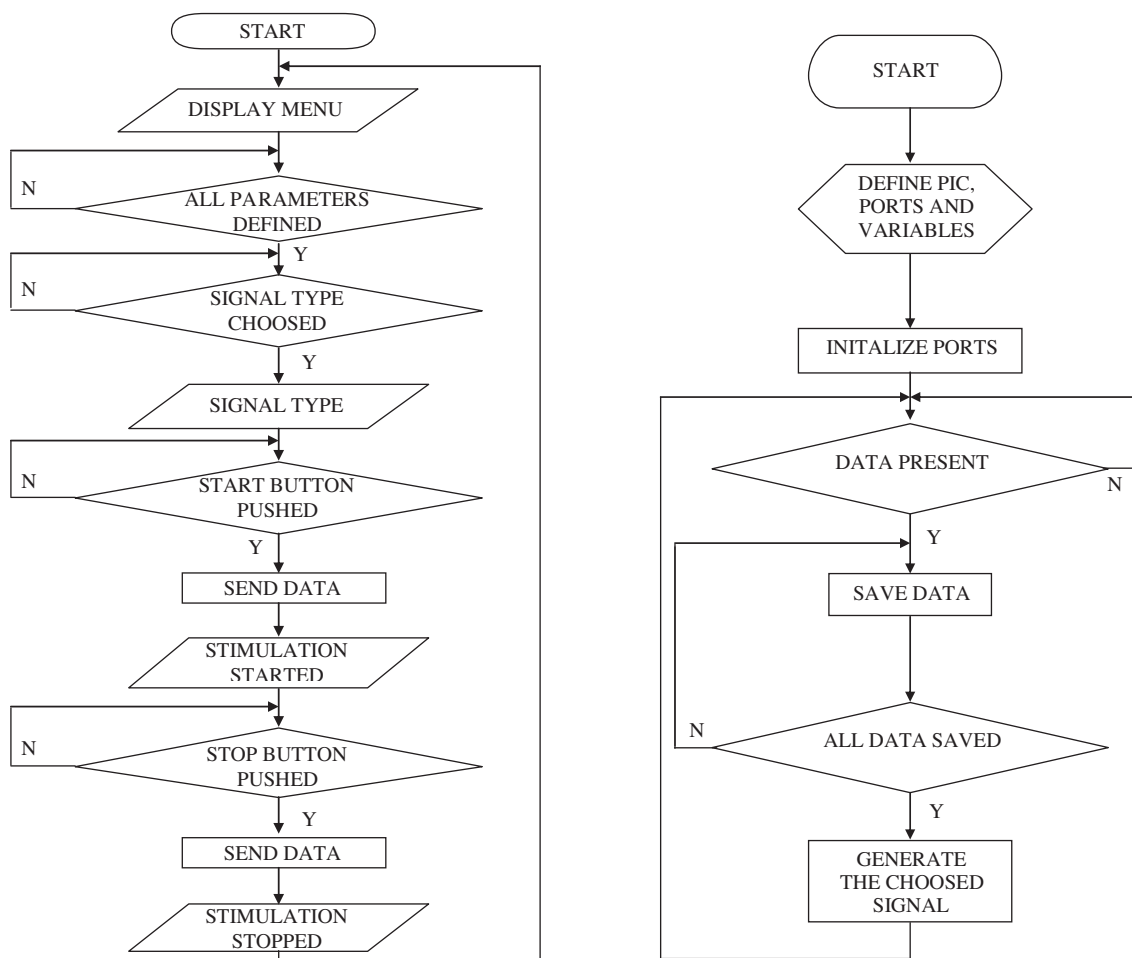 START
DISPLAY MENU
N
ALL PARAMETERS
DEFINED
Y
N
SIGNAL TYPE
CHOOSED
Y
SIGNAL TYPE
N
START BUTTON
PUSHED
Y
SEND DATA
STIMULATION
STARTED
N
STOP BUTTON
PUSHED
Y
SEND DATA
STIMULATION
STOPPED
START
DEFINE PIC,
PORTS AND
VARIABLES
INITALIZE PORTS
DATA PRESENT
N
Y
SAVE DATA
N
ALL DATA SAVED
Y
GENERATE
THE CHOOSED
SIGNAL